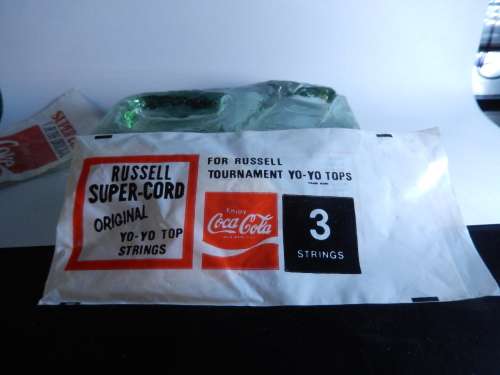 RUSSELL
SUPER-CORD
ORIGINAL
YO-YO TOP
STRINGS
FOR RUSSELL
TOURNAMENT YO-YO TOPS
ENJOY
Coca-Cola
3
STRINGS